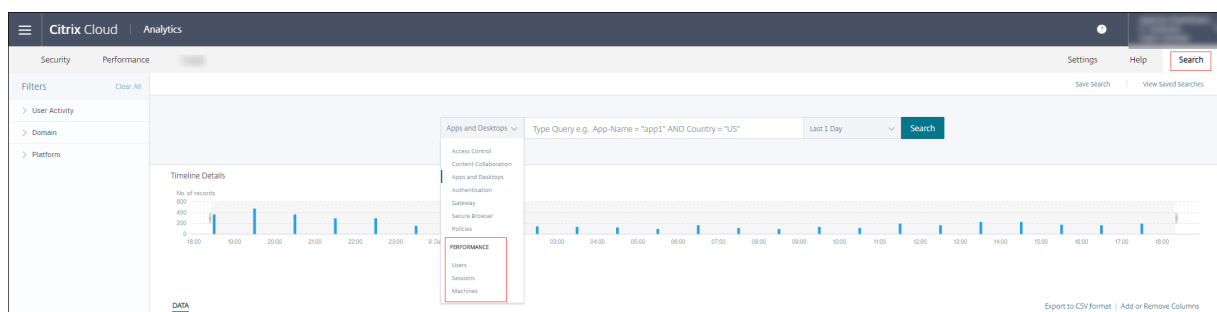 Citrix Cloud Analytics ?
Security Performance Settings Help Search
Filters Clear All Save Search View Saved Searches
User Activity
Domain
Platform
Apps and Desktops Type Query e.g. App-Name = "app1" AND Country = "US" Last 1 Day Search
Access Control
Content Collaboration
Apps and Desktops
Authentication
Gateway
Secure Browser
Policies
PERFORMANCE
Users
Sessions
Machines
Timeline Details
No. of records
600
400
200
0
18:00 19:00 20:00 21:00 22:00 23:00 9. De 03:00 04:00 05:00 06:00 07:00 08:00 09:00 10:00 11:00 12:00 13:00 14:00 15:00 16:00 17:00 18:00
DATA Export to CSV format | Add or Remove Columns